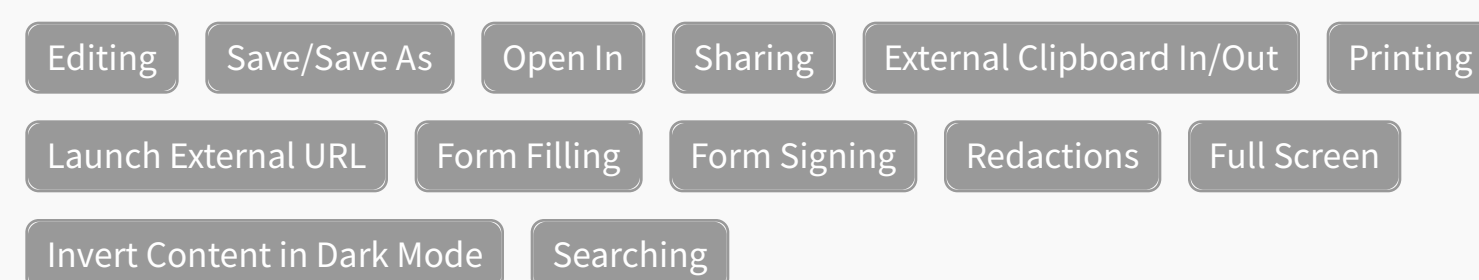 Editing Save/Save As Open In Sharing External Clipboard In/Out Printing
Launch External URL Form Filling Form Signing Redactions Full Screen
Invert Content in Dark Mode Searching